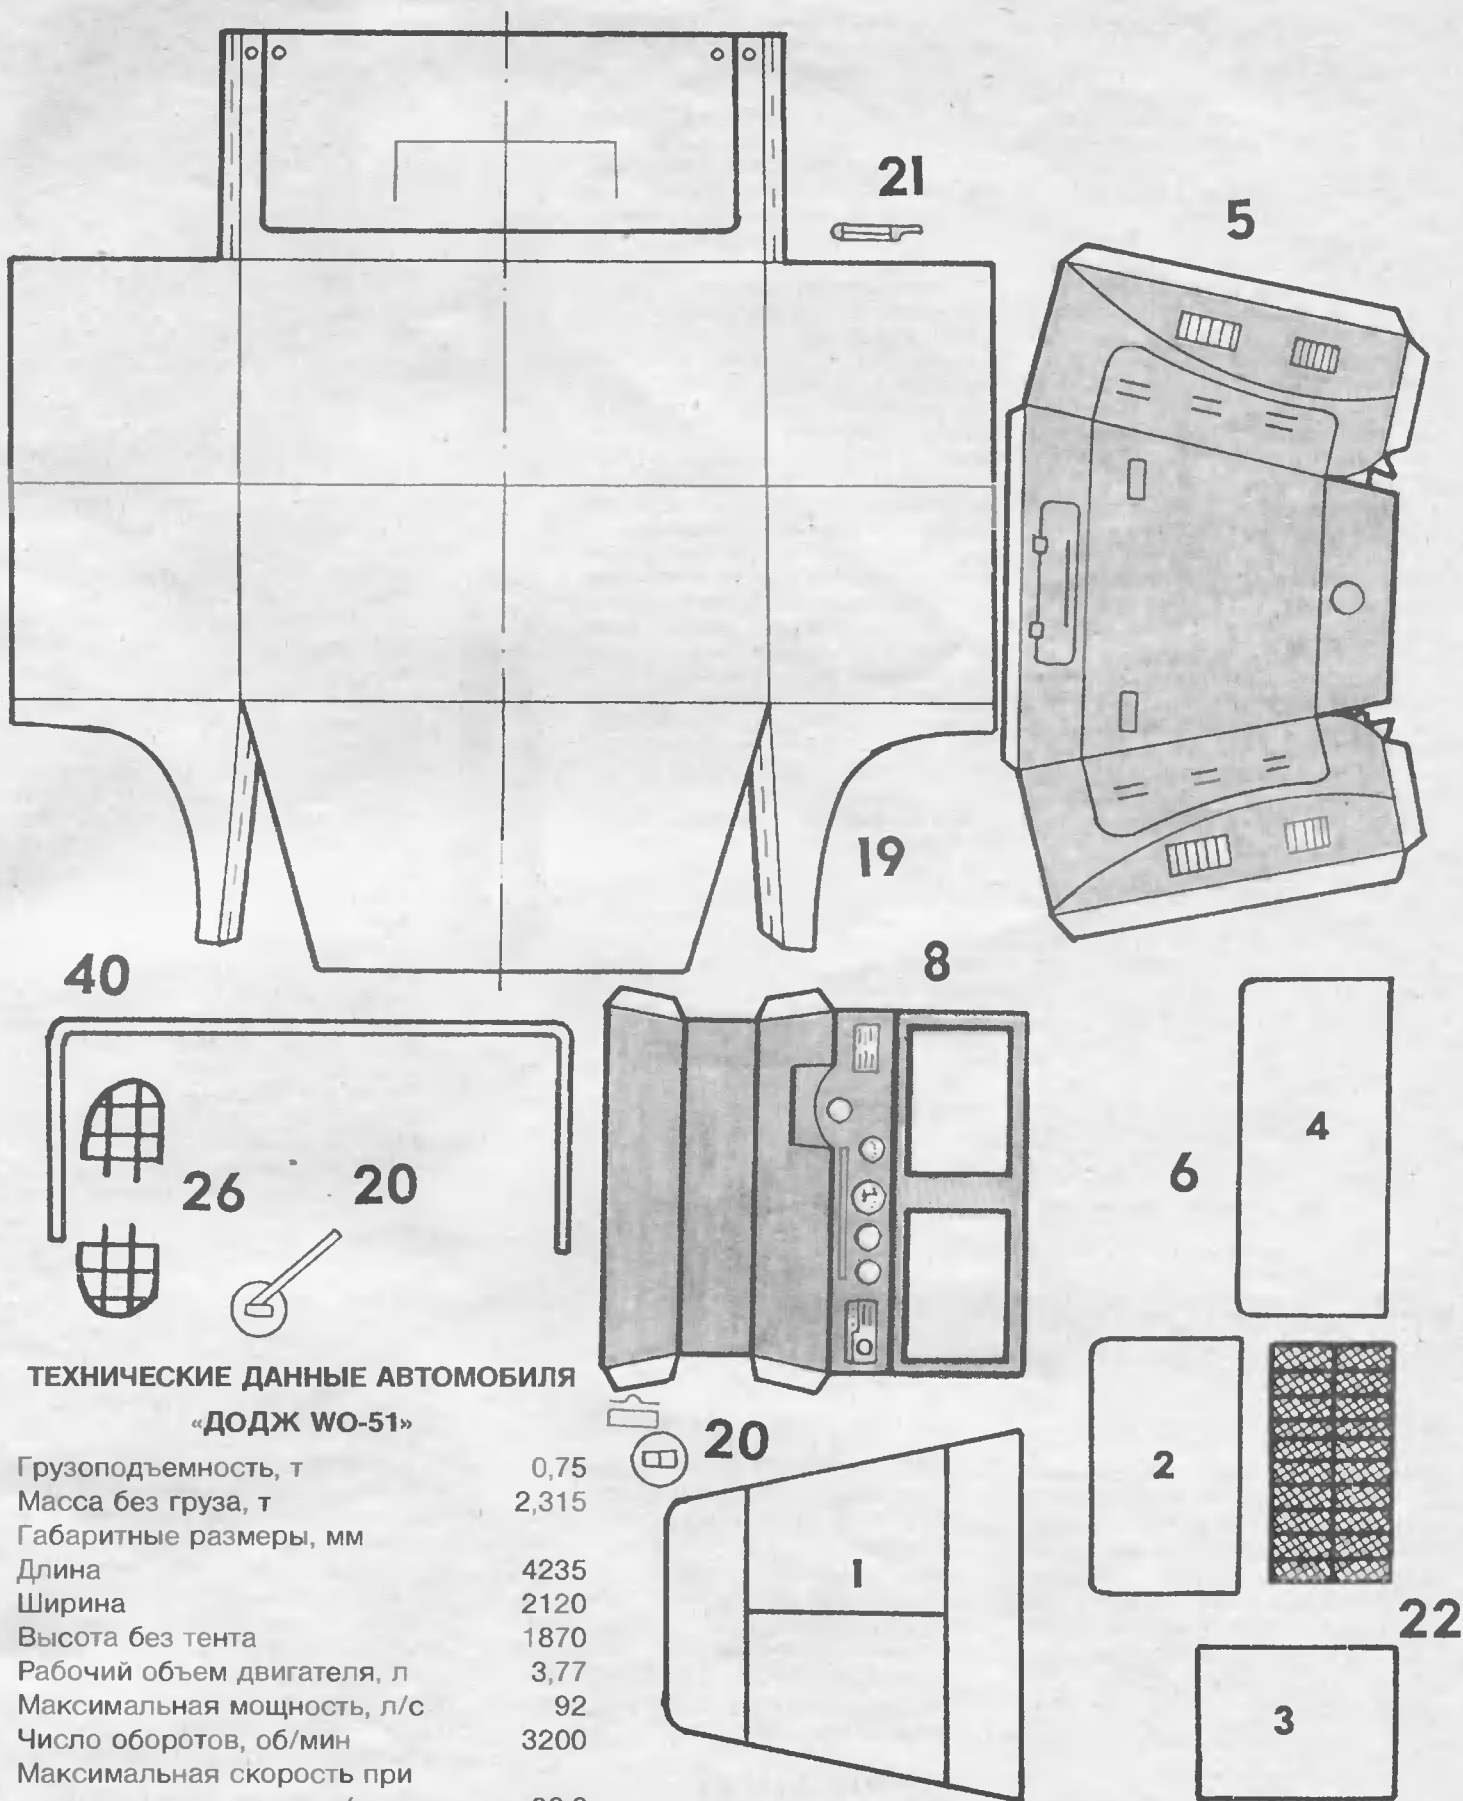 21
5
19
40
8
4
6
26
20
ТЕХНИЧЕСКИЕ ДАННЫЕ АВТОМОБИЛЯ
«ДОДЖ WO-51»
20
2
1
22
3
Грузоподъемность, т 0,75
Масса без груза, т 2,315
Габаритные размеры, мм
Длина 4235
Ширина 2120
Высота без тента 1870
Рабочий объем двигателя, л 3,77
Максимальная мощность, л/с 92
Число оборотов, об/мин 3200
Максимальная скорость при